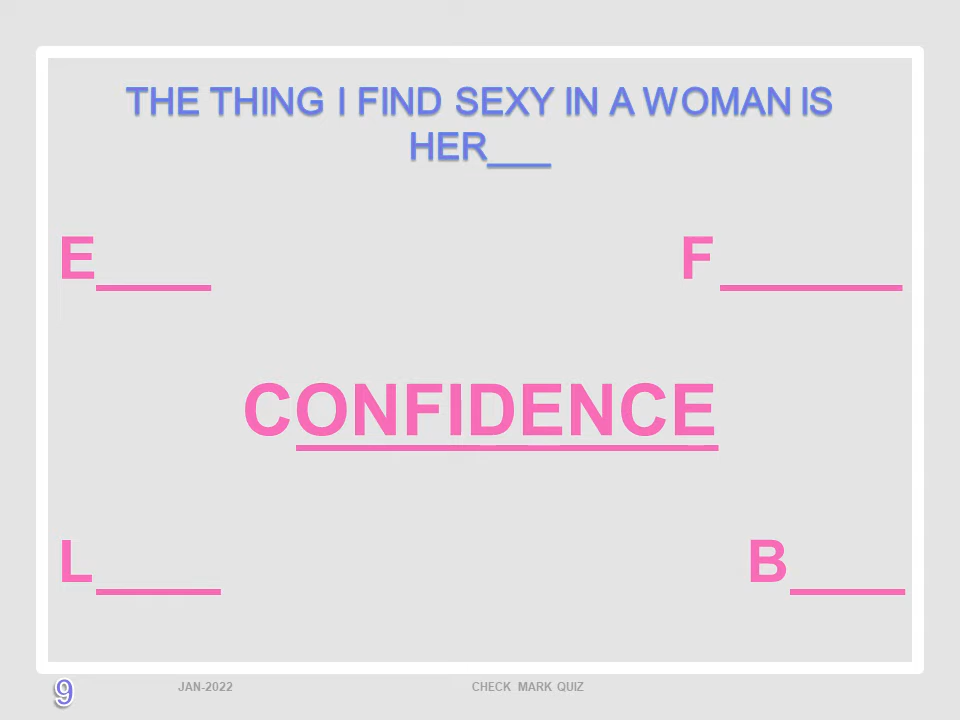 THE THING I FIND SEXY IN A WOMAN IS
HER___
E____ F______
CONFIDENCE
L____ B____
9 JAN-2022 CHECK MARK QUIZ